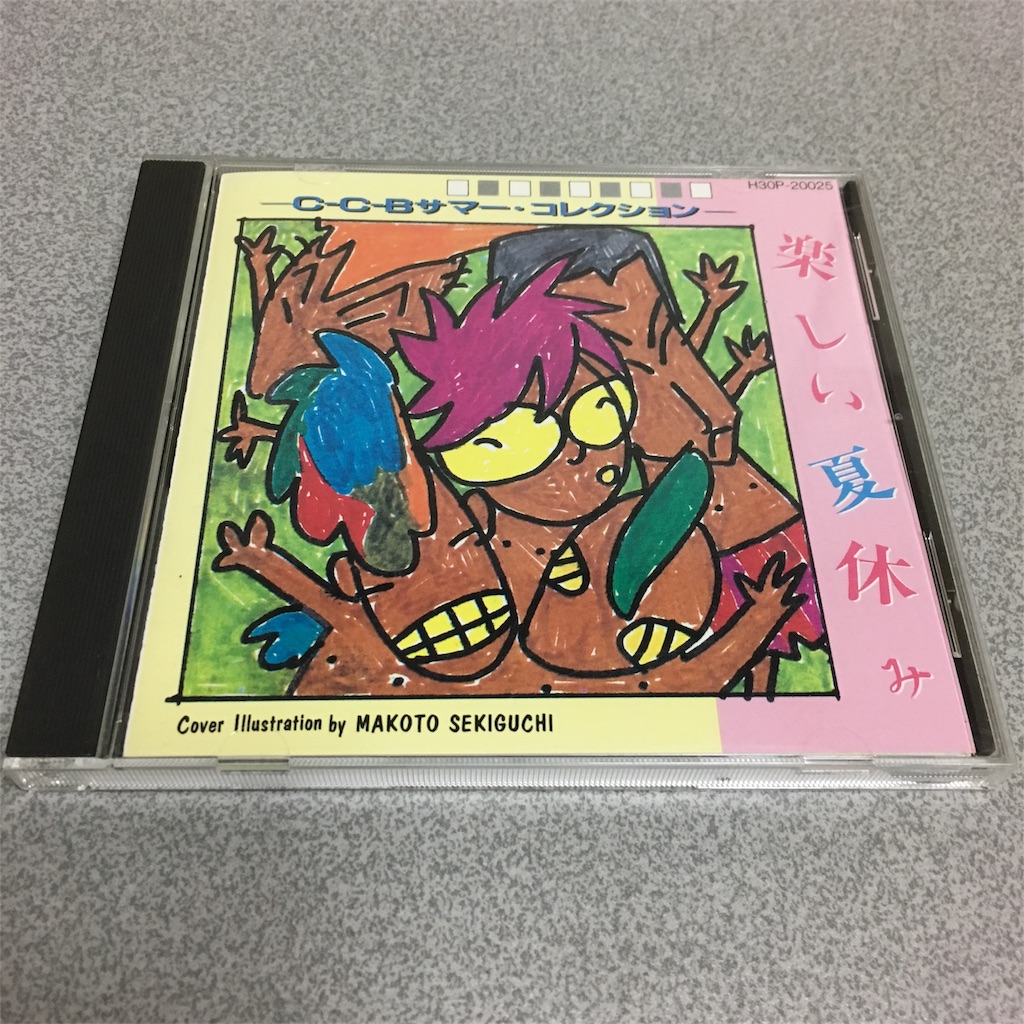 H30P-20025
C-C-Bサマー・コレクション
楽しい夏休み
Cover Illustration by MAKOTO SEKIGUCHI